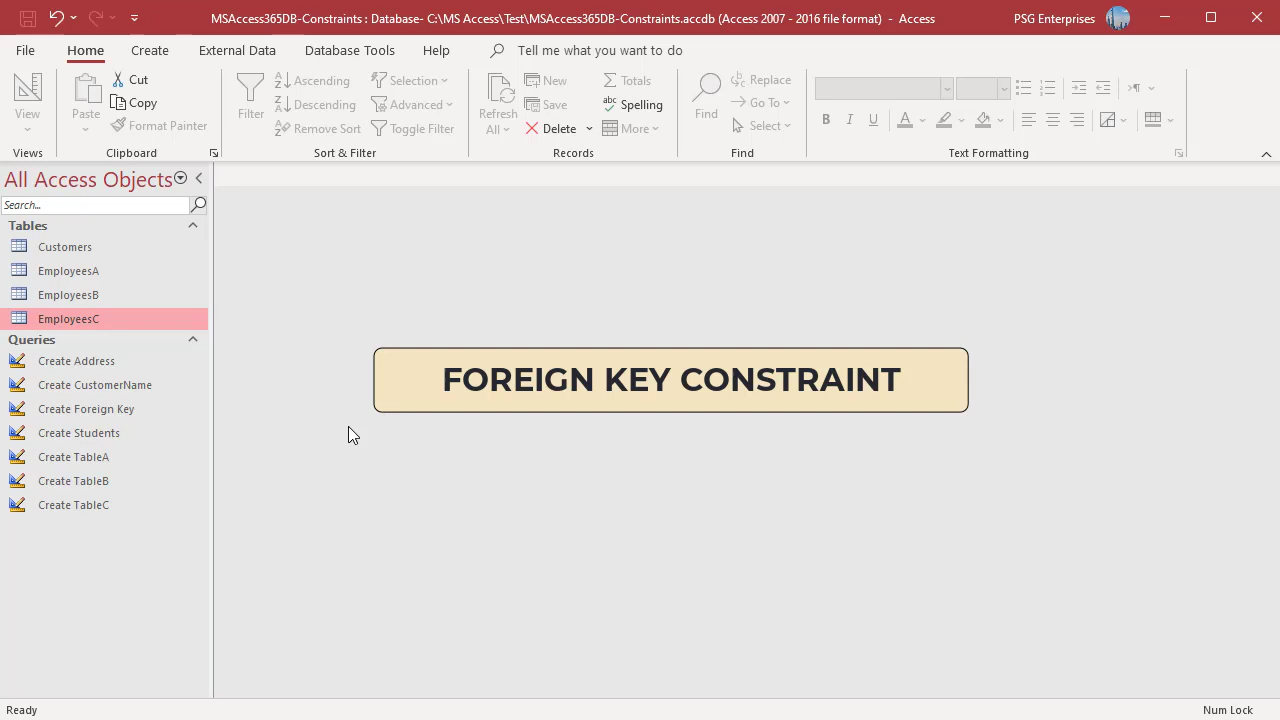 MSAccess365DB-Constraints : Database- C:\MS Access\Test\MSAccess365DB-Constraints.accdb (Access 2007 - 2016 file format) - Access
PSG Enterprises
File Home Create External Data Database Tools Help Tell me what you want to do
View
Views
Paste
Cut
Copy
Format Painter
Clipboard
Filter
Ascending
Descending
Remove Sort
Selection
Advanced
Toggle Filter
Sort & Filter
Refresh
All
New
Save
Delete
Totals
abc Spelling
More
Records
Find
Replace
Go To
Select
Find
B I U A
Text Formatting
All Access Objects
Search...
Tables
Customers
EmployeesA
EmployeesB
EmployeesC
Queries
Create Address
Create CustomerName
Create Foreign Key
Create Students
Create TableA
Create TableB
Create TableC
FOREIGN KEY CONSTRAINT
Ready
Num Lock